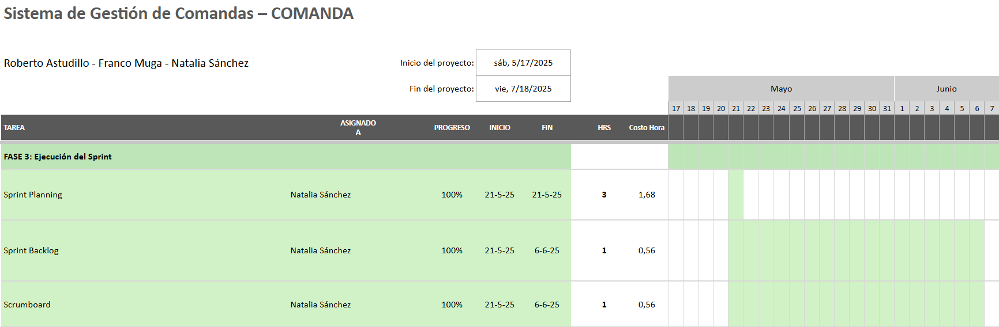 Sistema de Gestión de Comandas – COMANDA
Roberto Astudillo - Franco Muga - Natalia Sánchez
Inicio del proyecto: sáb, 5/17/2025
Fin del proyecto: vie, 7/18/2025
Mayo Junio
17 18 19 20 21 22 23 24 25 26 27 28 29 30 31 1 2 3 4 5 6 7
TAREA ASIGNADO A PROGRESO INICIO FIN HRS Costo Hora
FASE 3: Ejecución del Sprint
Sprint Planning Natalia Sánchez 100% 21-5-25 21-5-25 3 1,68
Sprint Backlog Natalia Sánchez 100% 21-5-25 6-6-25 1 0,56
Scrumboard Natalia Sánchez 100% 21-5-25 6-6-25 1 0,56